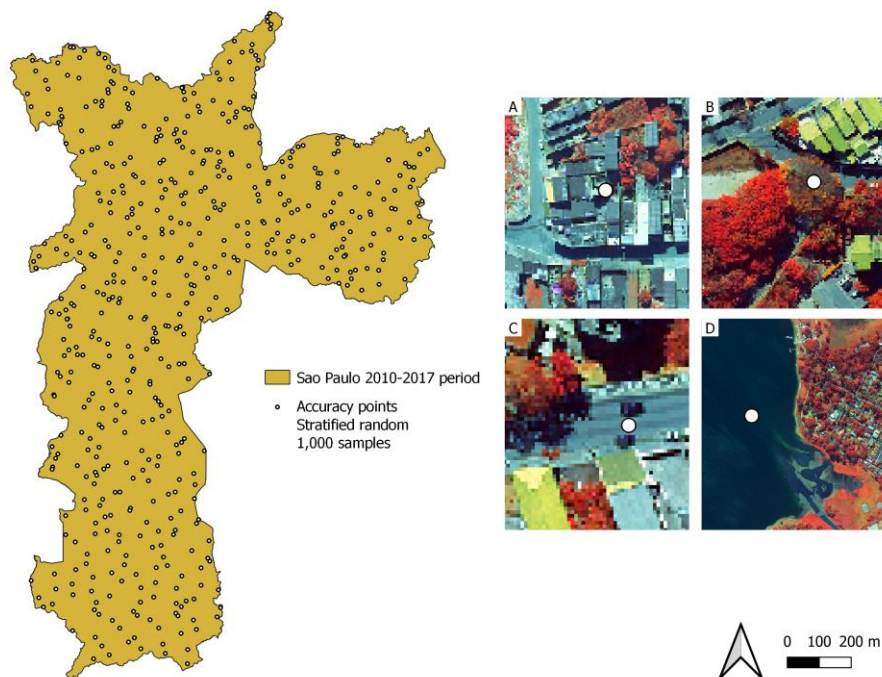 A
B
C
D
Sao Paulo 2010-2017 period
Accuracy points
Stratified random
1,000 samples
0 100 200 m